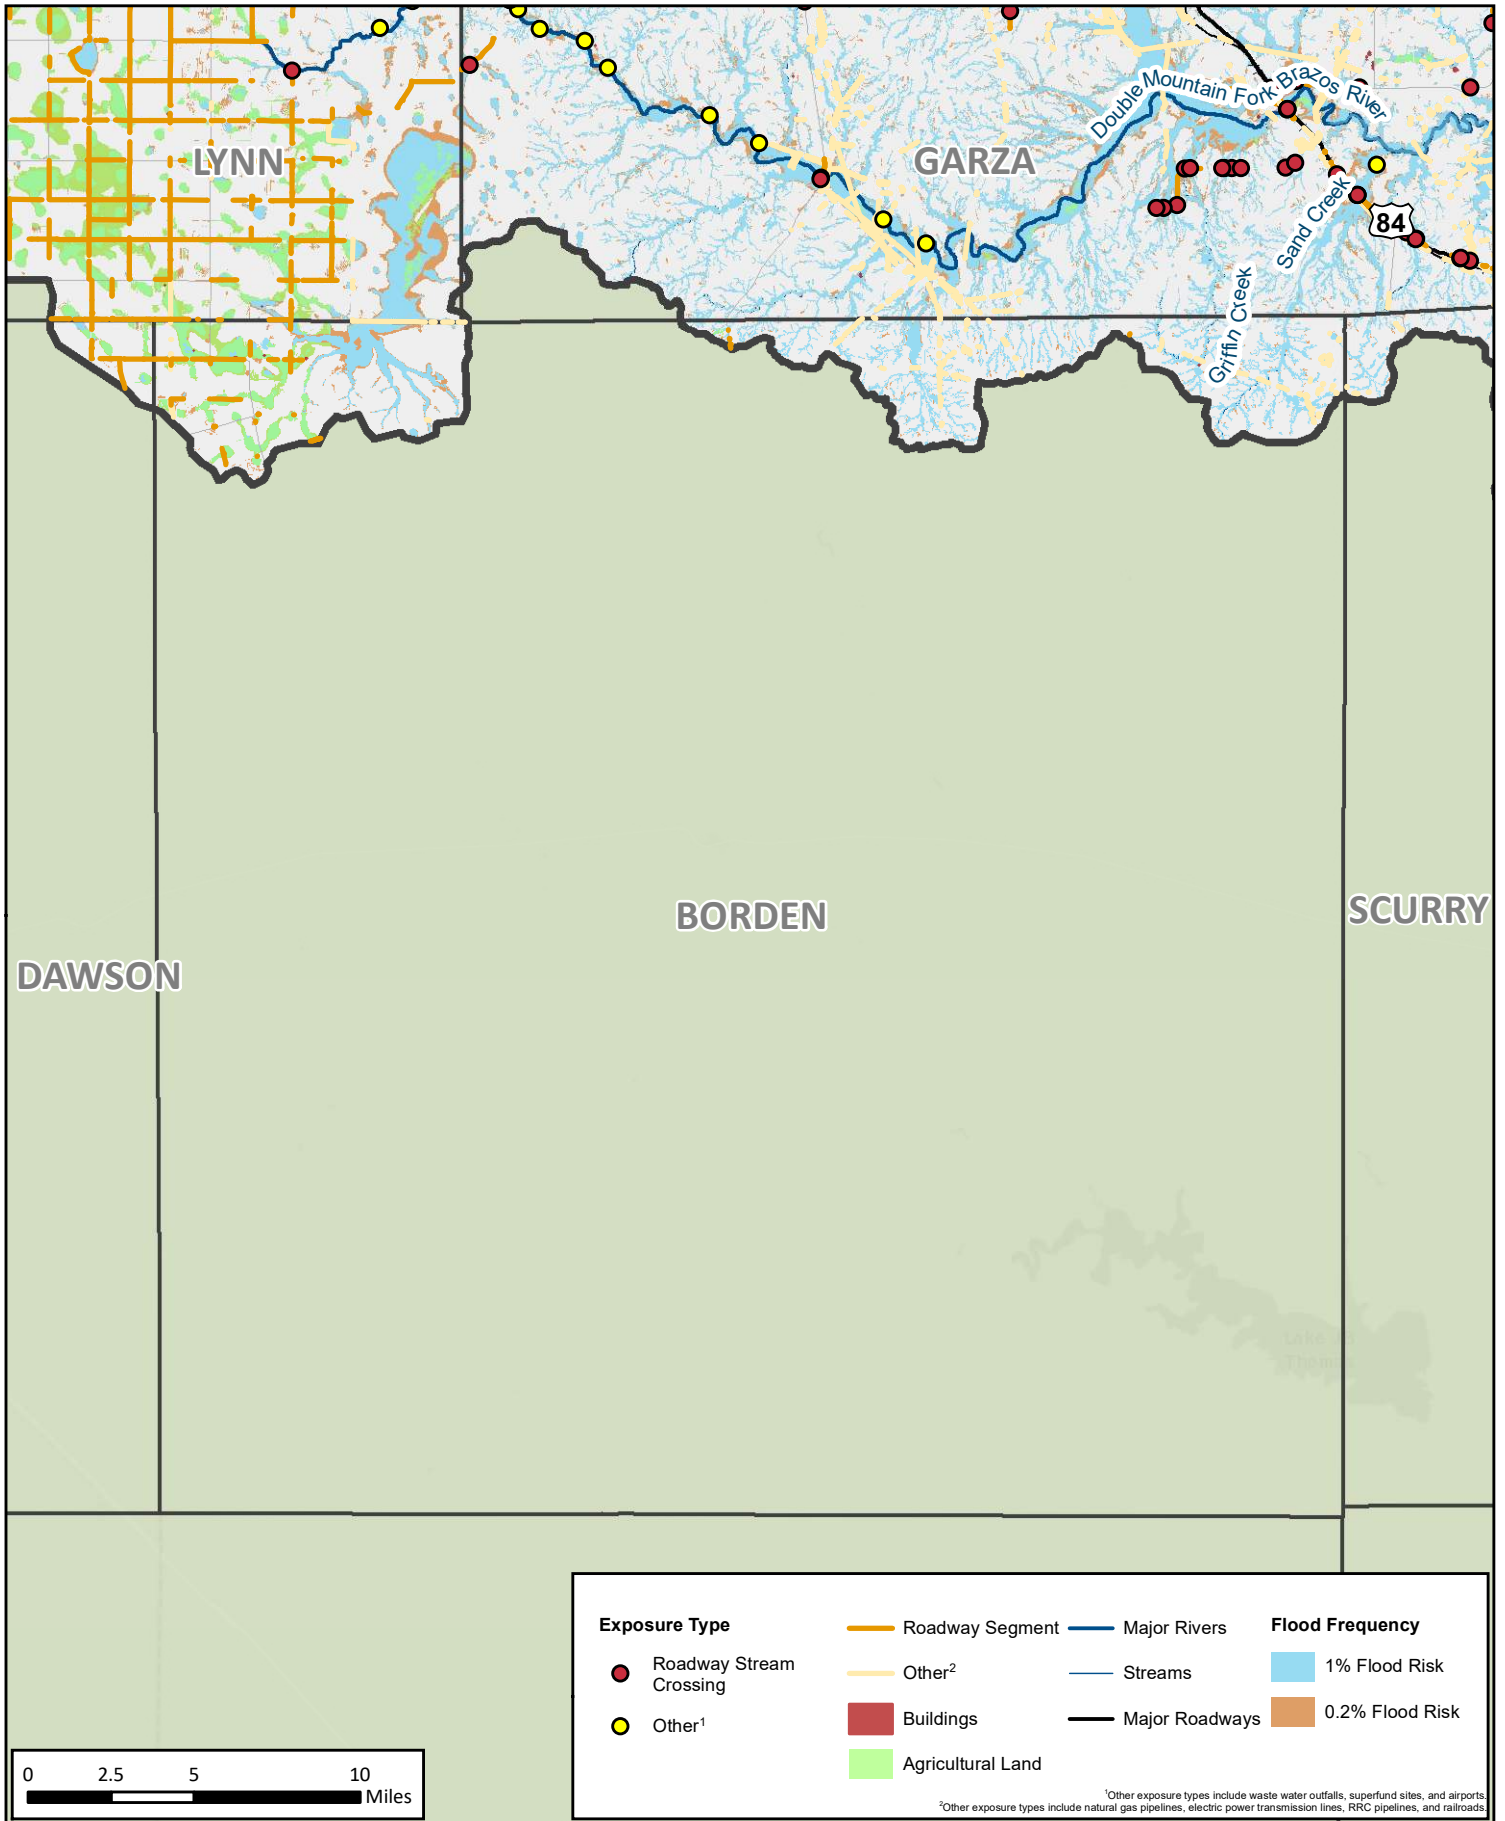 Double Mountain Fork Brazos River
LYNN
GARZA
Sand Creek
84
Griffin Creek
BORDEN
SCURRY
DAWSON
Lake
Thomas
Exposure Type
Roadway Stream
Crossing
Other1
Roadway Segment
Other2
Buildings
Agricultural Land
Major Rivers
Streams
Major Roadways
Flood Frequency
1% Flood Risk
0.2% Flood Risk
0 2.5 5 10
Miles
1Other exposure types include waste water outfalls, superfund sites, and airports.
2Other exposure types include natural gas pipelines, electric power transmission lines, RRC pipelines, and railroads.